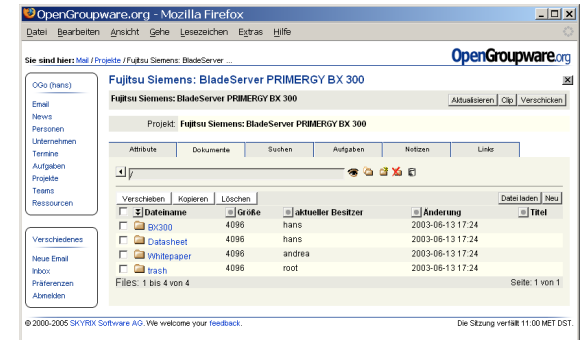 OpenGroupware.org - Mozilla Firefox
Datei Bearbeiten Ansicht Gehe Lesezeichen Extras Hilfe
Sie sind hier: Mail / Projekte / Fujitsu Siemens: BladeServer ...
OpenGroupware.org
OGo (hans)
Email
News
Personen
Unternehmen
Termine
Aufgaben
Projekte
Teams
Ressourcen
Verschiedenes
Neue Email
Inbox
Präferenzen
Abmelden
Fujitsu Siemens: BladeServer PRIMERGY BX 300
Fujitsu Siemens: BladeServer PRIMERGY BX 300
Aktualisieren Clip Verschicken
Projekt: Fujitsu Siemens: BladeServer PRIMERGY BX 300
Attribute Dokumente Suchen Aufgaben Notizen Links
/
Verschieben Kopieren Löschen Datei laden Neu
Dateiname Größe aktueller Besitzer Änderung Titel
BX300 4096 hans 2003-06-13 17:24
Datasheet 4096 hans 2003-06-13 17:24
Whitepaper 4096 andrea 2003-06-13 17:24
trash 4096 root 2003-06-13 17:24
Files: 1 bis 4 von 4 Seite: 1 von 1
© 2000-2005 SKYRIX Software AG. We welcome your feedback. Die Sitzung verfällt 11:00 MET DST.